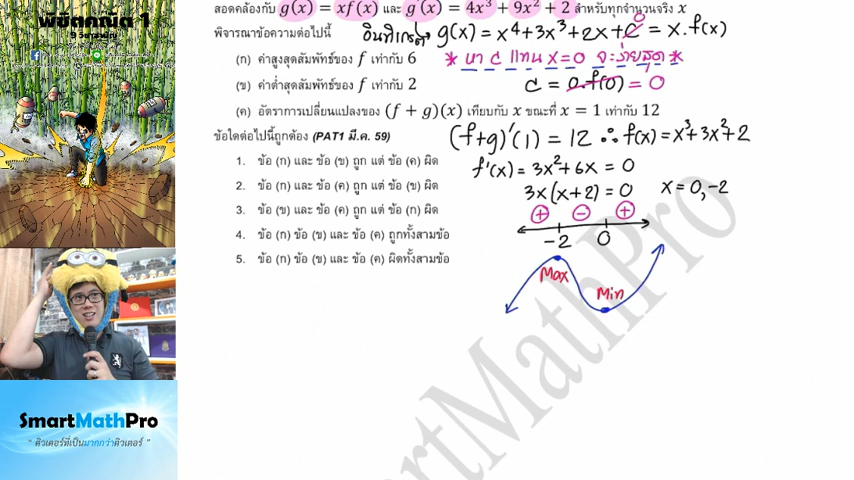 พิชิตคณิต 1
9 วิชาสามัญ
สอดคล้องกับ g(x) = xf(x) และ g′(x) = 4x³ + 9x² + 2 สำหรับทุกจำนวนจริง x
พิจารณาข้อความต่อไปนี้
อินทิเกรต g(x) = x⁴+3x³+2x+c⁰ = x.f(x)
(ก) ค่าสูงสุดสัมพัทธ์ของ f เท่ากับ 6
* หา c แทน x=0 จะง่ายสุด *
(ข) ค่าต่ำสุดสัมพัทธ์ของ f เท่ากับ 2
c = 0.f(0) = 0
(ค) อัตราการเปลี่ยนแปลงของ (f + g)(x) เทียบกับ x ขณะที่ x = 1 เท่ากับ 12
ข้อใดต่อไปนี้ถูกต้อง (PAT1 มี.ค. 59)
(f+g)′(1) = 12 ∴ f(x) = x³+3x²+2
1. ข้อ (ก) และ ข้อ (ข) ถูก แต่ ข้อ (ค) ผิด
f′(x) = 3x²+6x = 0
2. ข้อ (ก) และ ข้อ (ค) ถูก แต่ ข้อ (ข) ผิด
3x(x+2) = 0 x = 0,-2
3. ข้อ (ข) และ ข้อ (ค) ถูก แต่ ข้อ (ก) ผิด
+ - +
4. ข้อ (ก) ข้อ (ข) และ ข้อ (ค) ถูกทั้งสามข้อ
-2 0
5. ข้อ (ก) ข้อ (ข) และ ข้อ (ค) ผิดทั้งสามข้อ
Max
Min
SmartMathPro
SmartMathPro
" ติวเตอร์ที่เป็นมากกว่าติวเตอร์ "